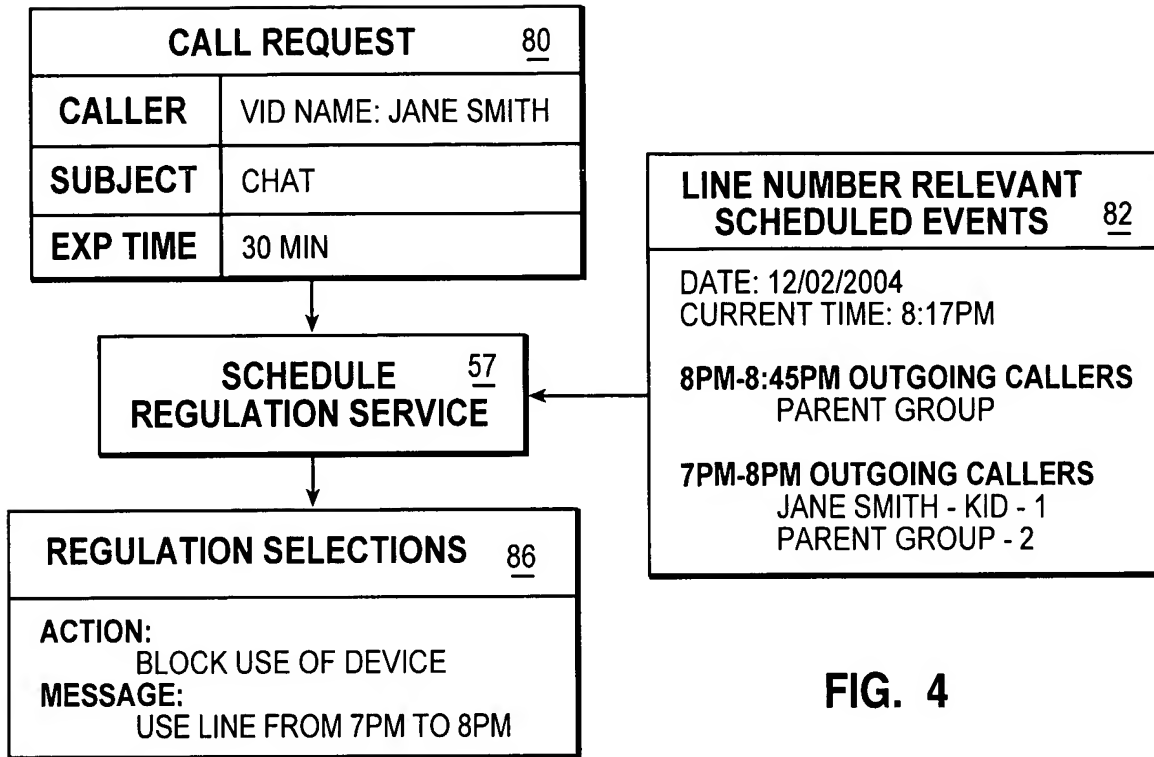 CALL REQUEST 80
CALLER VID NAME: JANE SMITH
SUBJECT CHAT
EXP TIME 30 MIN
SCHEDULE 57
REGULATION SERVICE
LINE NUMBER RELEVANT
SCHEDULED EVENTS 82
DATE: 12/02/2004
CURRENT TIME: 8:17PM
8PM-8:45PM OUTGOING CALLERS
PARENT GROUP
7PM-8PM OUTGOING CALLERS
JANE SMITH - KID - 1
PARENT GROUP - 2
REGULATION SELECTIONS 86
ACTION:
BLOCK USE OF DEVICE
MESSAGE:
USE LINE FROM 7PM TO 8PM
FIG. 4